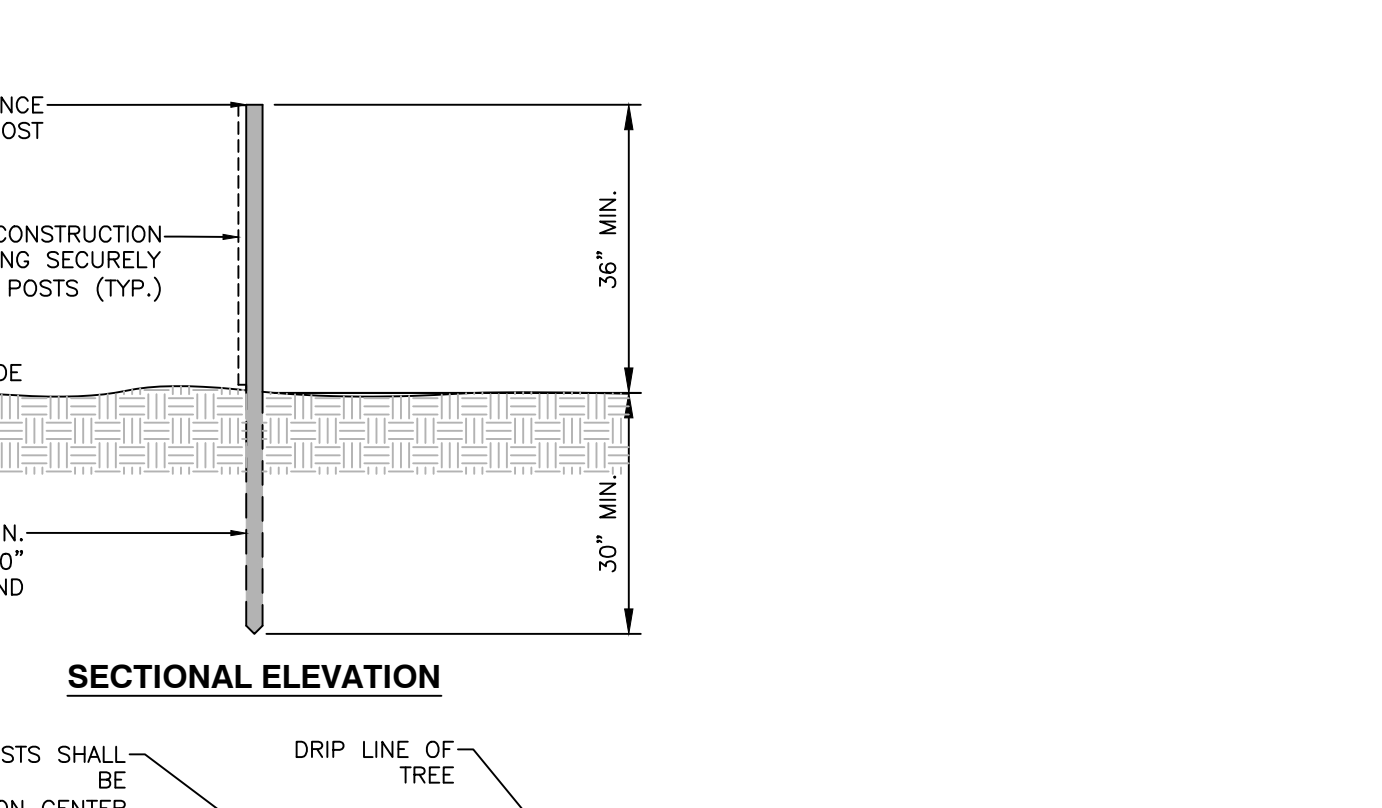 NCE
OST
36” MIN.
CONSTRUCTION
NG SECURELY
POSTS (TYP.)
DE
30” MIN.
N.
0”
ND
SECTIONAL ELEVATION
STS SHALL
BE
ON CENTER
DRIP LINE OF
TREE